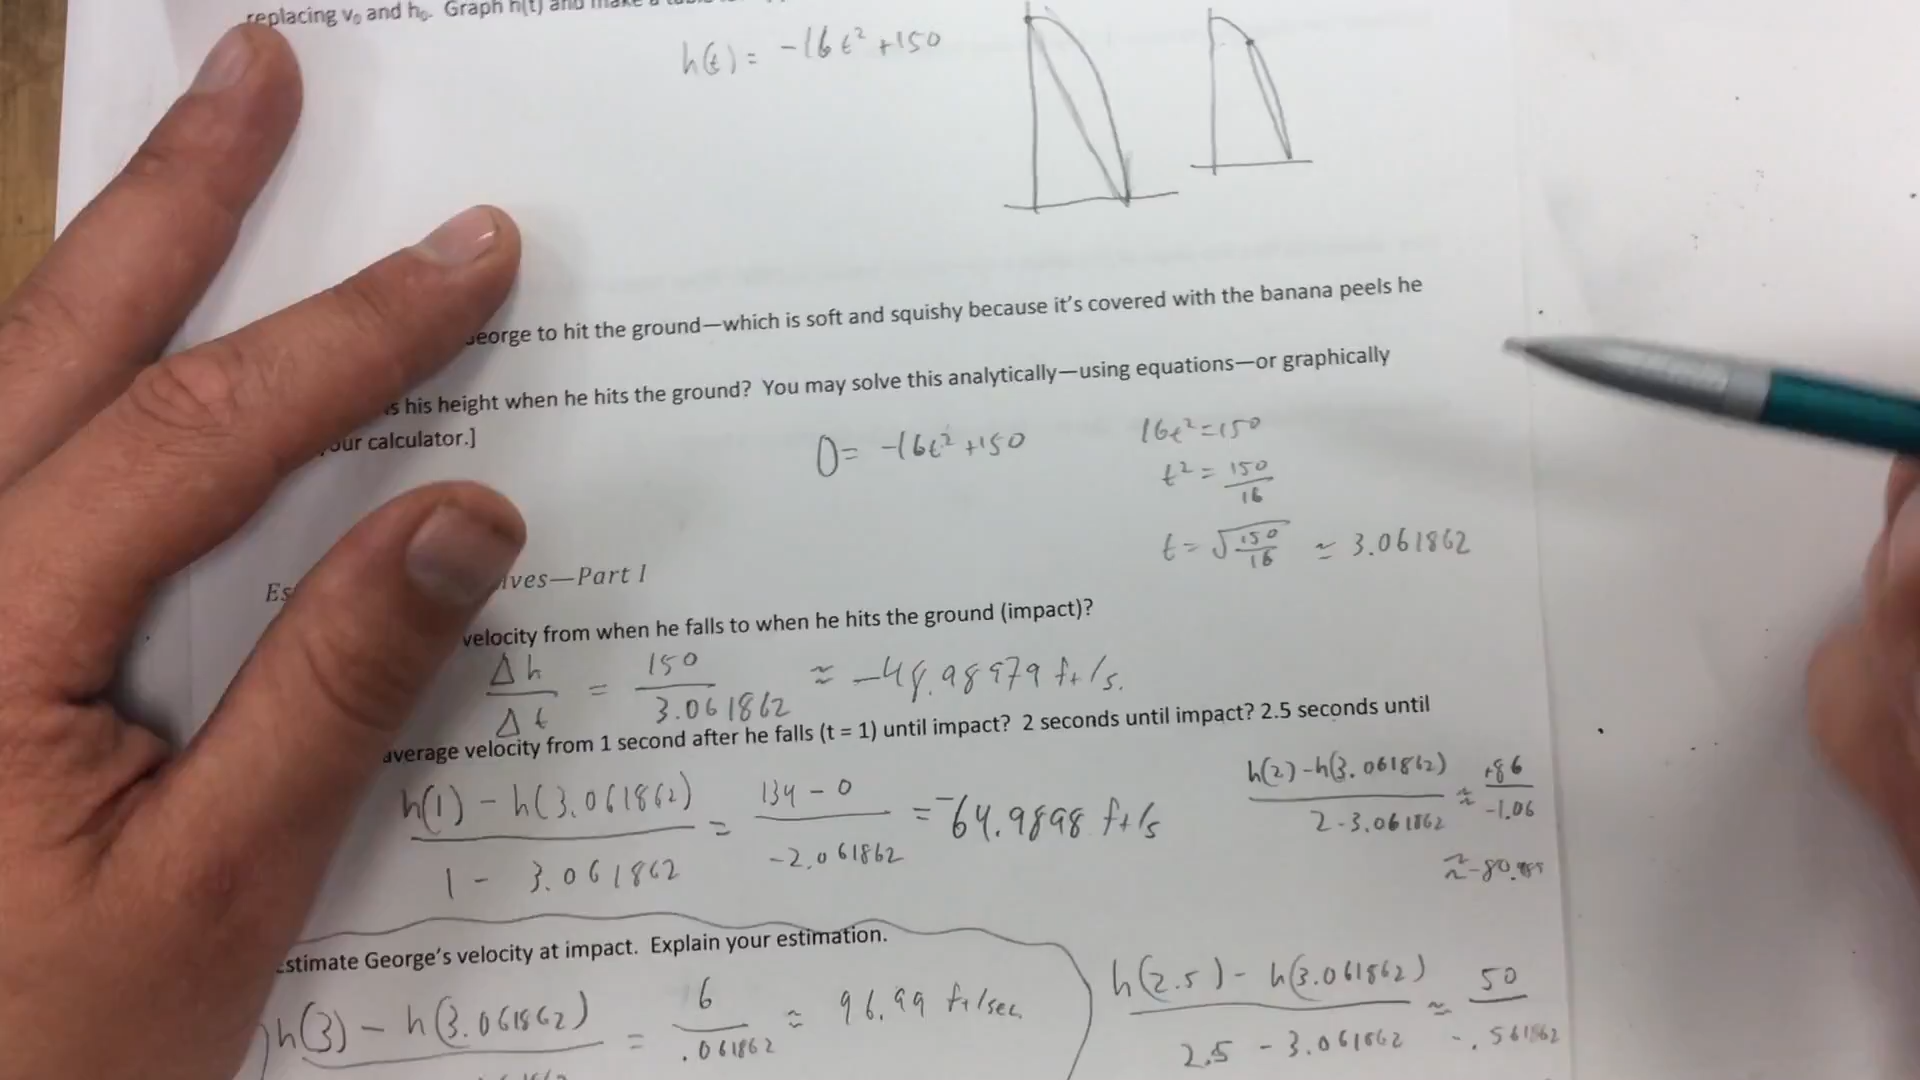 replacing v₀ and h₀. Graph h(t) and make a
h(t) = -16t² +150
George to hit the ground—which is soft and squishy because it's covered with the banana peels he
his height when he hits the ground? You may solve this analytically—using equations—or graphically
our calculator.]
0= -16t² +150
16t²=150
t² = 150/16
t = √150/16 ≃ 3.061862
Es ves—Part I
velocity from when he falls to when he hits the ground (impact)?
Δh/Δt = 150/3.061862 ≈ -48.98979 ft/s.
average velocity from 1 second after he falls (t = 1) until impact? 2 seconds until impact? 2.5 seconds until
h(1) - h(3.061862)/1 - 3.061862 = 134 - 0/-2.061862 = -64.9898 ft/s
h(2) - h(3.061862)/2 - 3.061862 ≈ +86/-1.06
≈ -80.989
stimate George's velocity at impact. Explain your estimation.
h(3) - h(3.061862) = 6/.061862 ≈ 96.99 ft/sec.
h(2.5) - h(3.061862)/2.5 - 3.061862 ≈ 50/-.561862